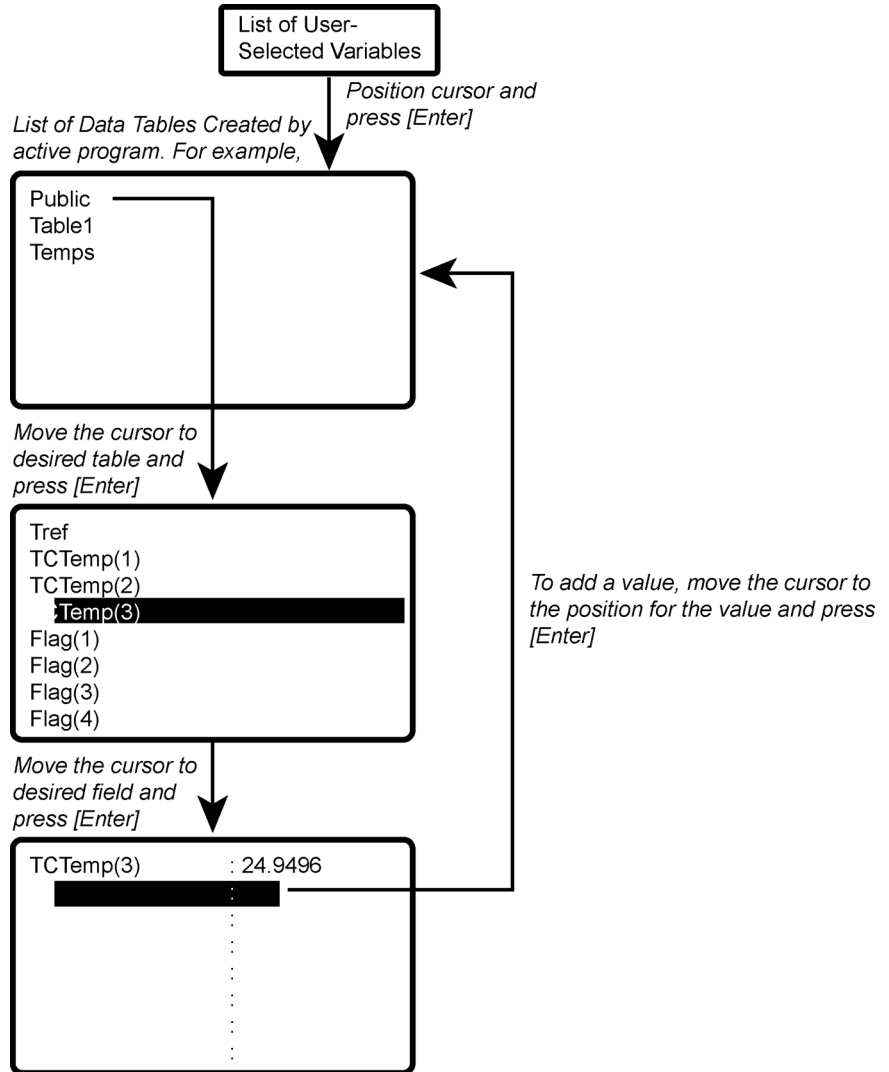 List of User-
Selected Variables
Position cursor and
press [Enter]
List of Data Tables Created by
active program. For example,
Public
Table1
Temps
Move the cursor to
desired table and
press [Enter]
Tref
TCTemp(1)
TCTemp(2)
CTemp(3)
Flag(1)
Flag(2)
Flag(3)
Flag(4)
To add a value, move the cursor to
the position for the value and press
[Enter]
Move the cursor to
desired field and
press [Enter]
TCTemp(3) : 24.9496
:
:
:
:
:
:
: